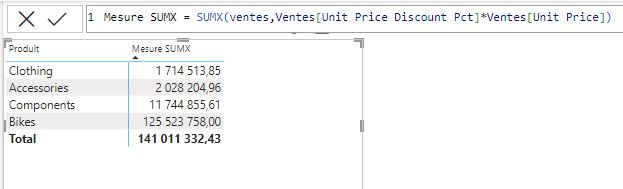 1 Mesure SUMX = SUMX(ventes,Ventes[Unit Price Discount Pct]*Ventes[Unit Price])
Produit Mesure SUMX
Clothing 1 714 513,85
Accessories 2 028 204,96
Components 11 744 855,61
Bikes 125 523 758,00
Total 141 011 332,43